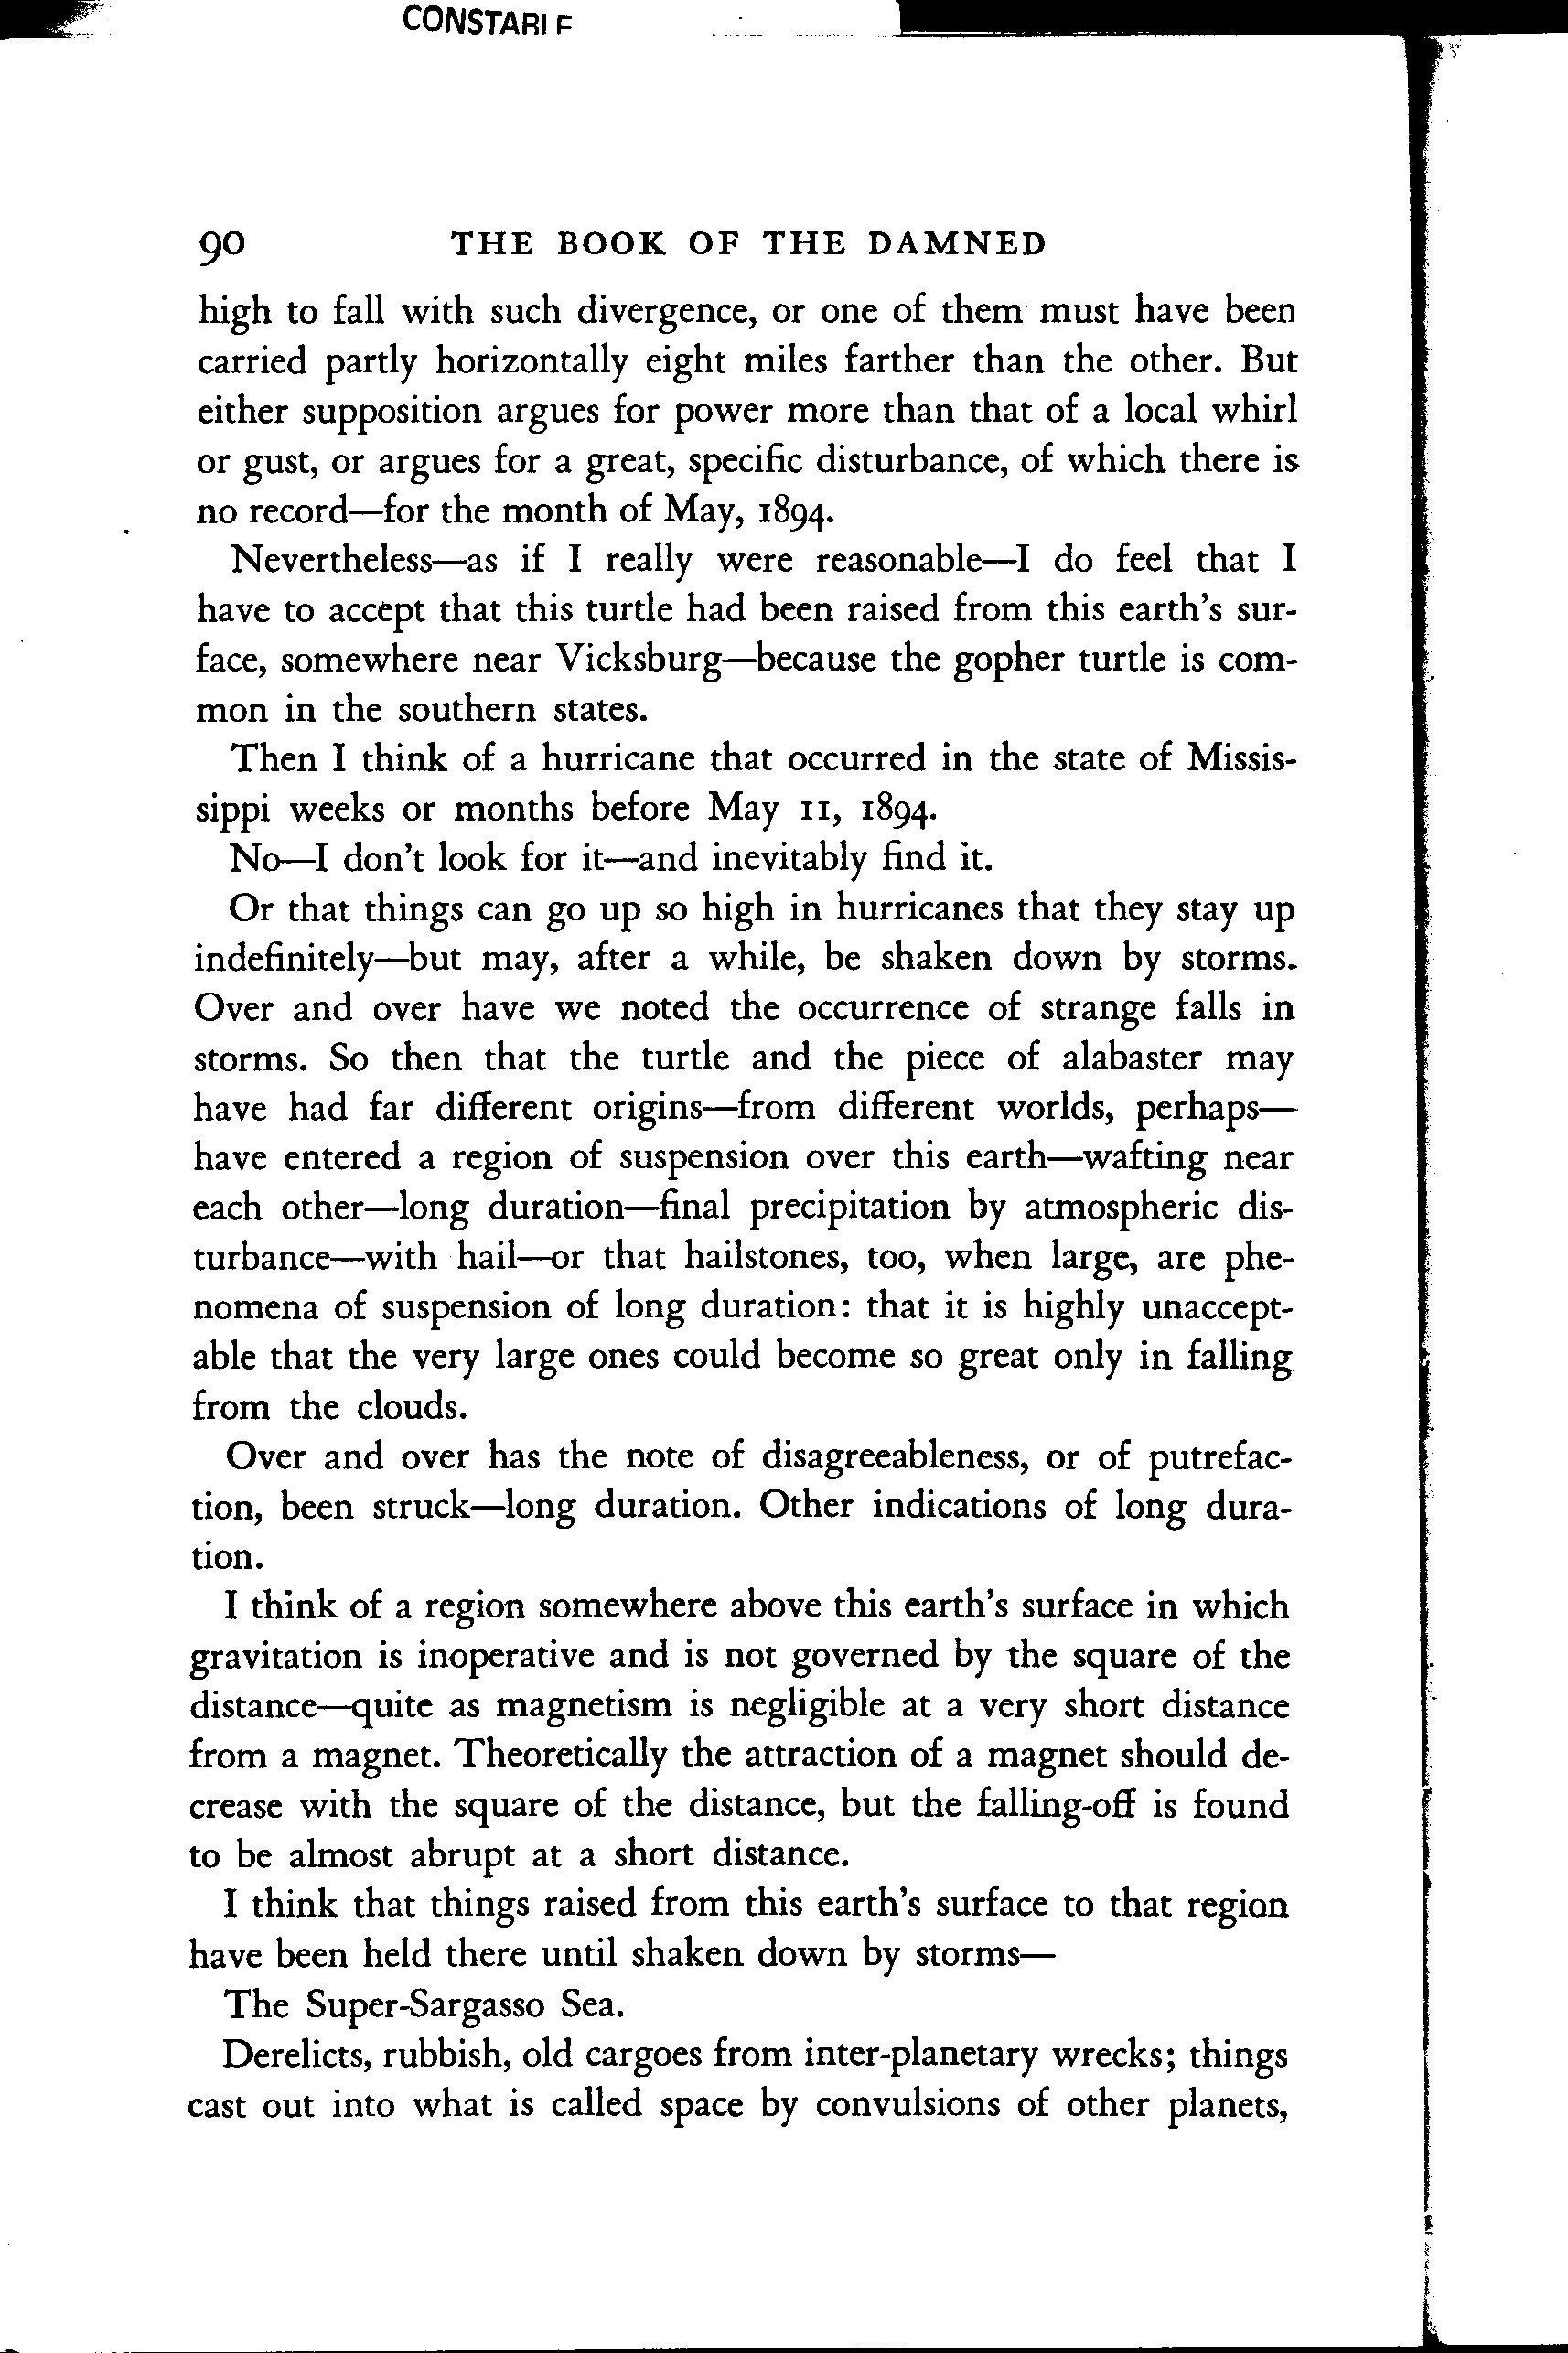 90 THE BOOK OF THE DAMNED
high to fall with such divergence, or one of them must have been
carried partly horizontally eight miles farther than the other. But
either supposition argues for power more than that of a local whirl
or gust, or argues for a great, specific disturbance, of which there is
no record—for the month of May, 1894.
Nevertheless—as if I really were reasonable—I do feel that I
have to accept that this turtle had been raised from this earth's sur-
face, somewhere near Vicksburg—because the gopher turtle is com-
mon in the southern states.
Then I think of a hurricane that occurred in the state of Missis-
sippi weeks or months before May 11, 1894.
No—I don't look for it—and inevitably find it.
Or that things can go up so high in hurricanes that they stay up
indefinitely—but may, after a while, be shaken down by storms.
Over and over have we noted the occurrence of strange falls in
storms. So then that the turtle and the piece of alabaster may
have had far different origins—from different worlds, perhaps—
have entered a region of suspension over this earth—wafting near
each other—long duration—final precipitation by atmospheric dis-
turbance—with hail—or that hailstones, too, when large, are phe-
nomena of suspension of long duration: that it is highly unaccept-
able that the very large ones could become so great only in falling
from the clouds.
Over and over has the note of disagreeableness, or of putrefac-
tion, been struck—long duration. Other indications of long dura-
tion.
I think of a region somewhere above this earth's surface in which
gravitation is inoperative and is not governed by the square of the
distance—quite as magnetism is negligible at a very short distance
from a magnet. Theoretically the attraction of a magnet should de-
crease with the square of the distance, but the falling-off is found
to be almost abrupt at a short distance.
I think that things raised from this earth's surface to that region
have been held there until shaken down by storms—
The Super-Sargasso Sea.
Derelicts, rubbish, old cargoes from inter-planetary wrecks; things
cast out into what is called space by convulsions of other planets,